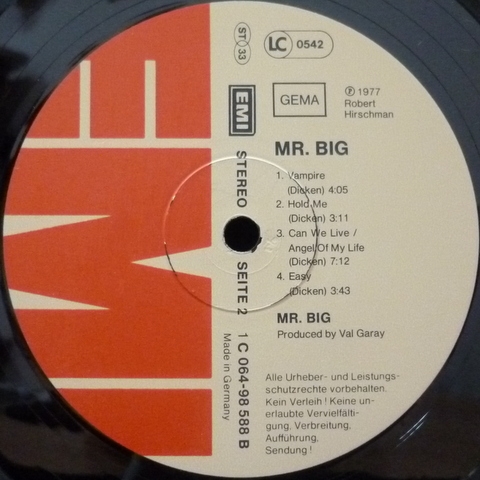 ST 33
LC 0542
EMI
GEMA
℗ 1977
Robert
Hirschman
MR. BIG
1. Vampire
(Dicken) 4:05
2. Hold Me
(Dicken) 3:11
3. Can We Live /
Angel Of My Life
(Dicken) 7:12
4. Easy
(Dicken) 3:43
MR. BIG
Produced by Val Garay
STEREO SEITE 2 1 C 064-98 588 B
Made in Germany
Alle Urheber- und Leistungs-
schutzrechte vorbehalten.
Kein Verleih! Keine un-
erlaubte Vervielfälti-
gung, Verbreitung,
Aufführung,
Sendung!